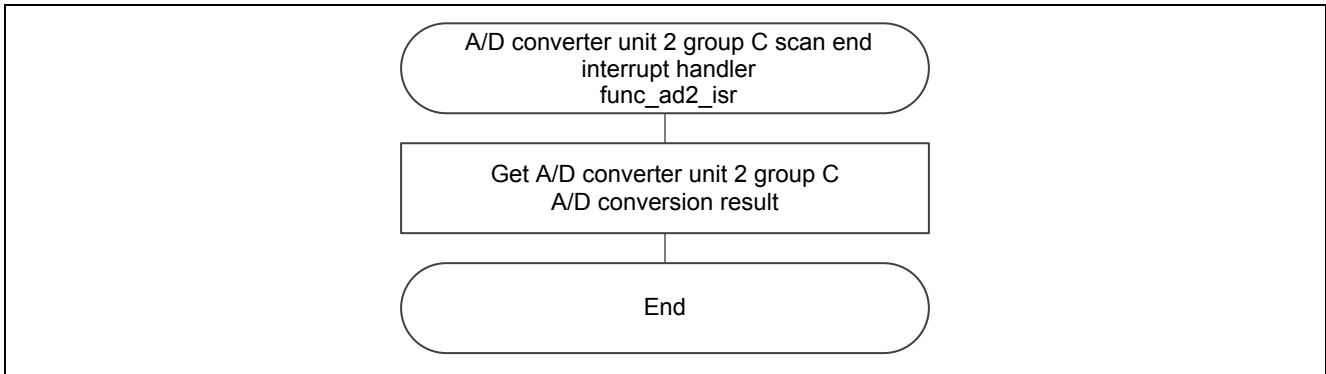 A/D converter unit 2 group C scan end
interrupt handler
func_ad2_isr
Get A/D converter unit 2 group C
A/D conversion result
End